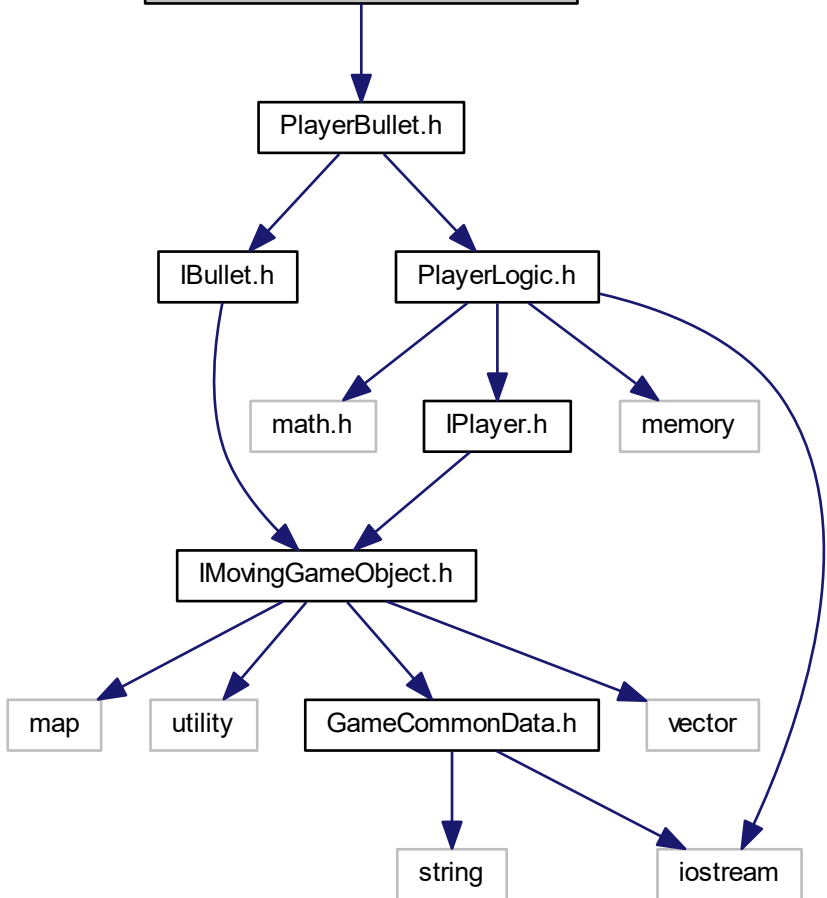 PlayerBullet.h
IBullet.h
PlayerLogic.h
math.h
IPlayer.h
memory
IMovingGameObject.h
map
utility
GameCommonData.h
vector
string
iostream